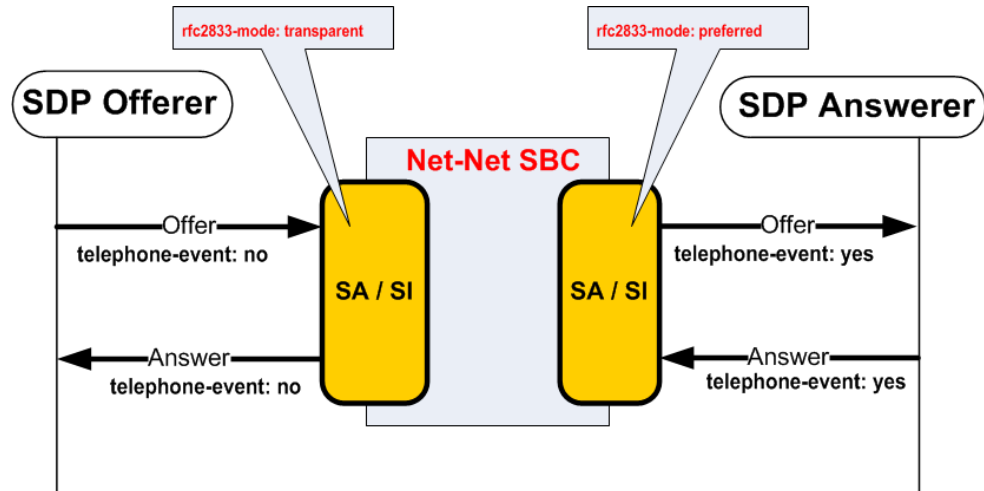 rfc2833-mode: transparent
rfc2833-mode: preferred
SDP Offerer
SDP Answerer
Net-Net SBC
Offer
telephone-event: no
Offer
telephone-event: yes
SA / SI
SA / SI
Answer
telephone-event: no
Answer
telephone-event: yes